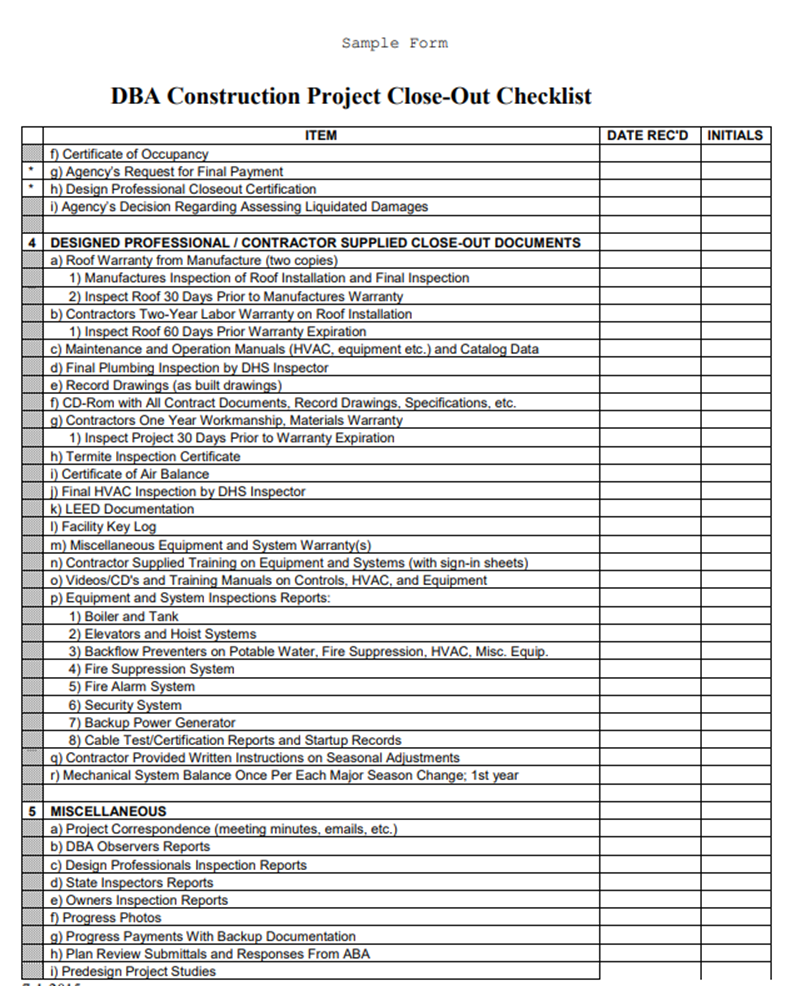 Sample Form
DBA Construction Project Close-Out Checklist
ITEM DATE REC'D INITIALS
f) Certificate of Occupancy
* g) Agency's Request for Final Payment
* h) Design Professional Closeout Certification
i) Agency's Decision Regarding Assessing Liquidated Damages
4 DESIGNED PROFESSIONAL / CONTRACTOR SUPPLIED CLOSE-OUT DOCUMENTS
a) Roof Warranty from Manufacture (two copies)
1) Manufactures Inspection of Roof Installation and Final Inspection
2) Inspect Roof 30 Days Prior to Manufactures Warranty
b) Contractors Two-Year Labor Warranty on Roof Installation
1) Inspect Roof 60 Days Prior Warranty Expiration
c) Maintenance and Operation Manuals (HVAC, equipment etc.) and Catalog Data
d) Final Plumbing Inspection by DHS Inspector
e) Record Drawings (as built drawings)
f) CD-Rom with All Contract Documents, Record Drawings, Specifications, etc.
g) Contractors One Year Workmanship, Materials Warranty
1) Inspect Project 30 Days Prior to Warranty Expiration
h) Termite Inspection Certificate
i) Certificate of Air Balance
j) Final HVAC Inspection by DHS Inspector
k) LEED Documentation
l) Facility Key Log
m) Miscellaneous Equipment and System Warranty(s)
n) Contractor Supplied Training on Equipment and Systems (with sign-in sheets)
o) Videos/CD's and Training Manuals on Controls, HVAC, and Equipment
p) Equipment and System Inspections Reports:
1) Boiler and Tank
2) Elevators and Hoist Systems
3) Backflow Preventers on Potable Water, Fire Suppression, HVAC, Misc. Equip.
4) Fire Suppression System
5) Fire Alarm System
6) Security System
7) Backup Power Generator
8) Cable Test/Certification Reports and Startup Records
q) Contractor Provided Written Instructions on Seasonal Adjustments
r) Mechanical System Balance Once Per Each Major Season Change; 1st year
5 MISCELLANEOUS
a) Project Correspondence (meeting minutes, emails, etc.)
b) DBA Observers Reports
c) Design Professionals Inspection Reports
d) State Inspectors Reports
e) Owners Inspection Reports
f) Progress Photos
g) Progress Payments With Backup Documentation
h) Plan Review Submittals and Responses From ABA
i) Predesign Project Studies